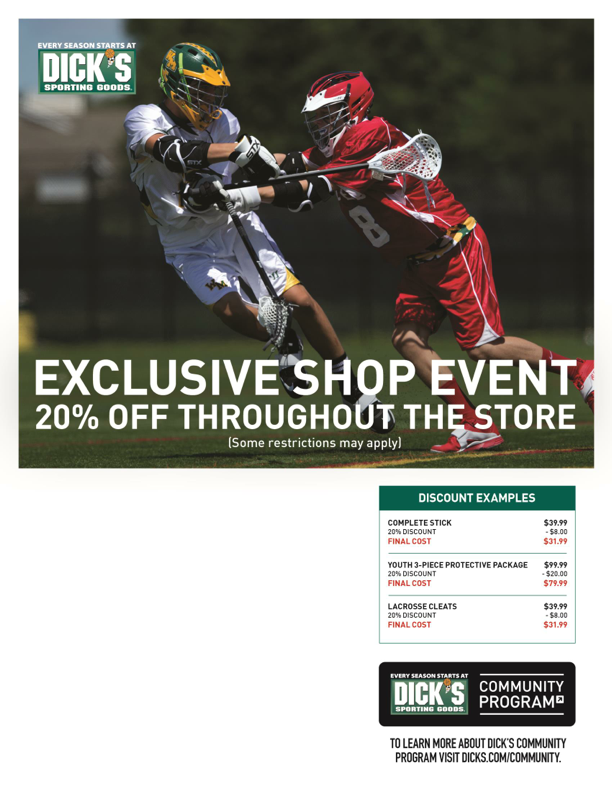 EVERY SEASON STARTS AT
DICK'S
SPORTING GOODS
STX
STX
8
EXCLUSIVE SHOP EVENT
20% OFF THROUGHOUT THE STORE
(Some restrictions may apply)
DISCOUNT EXAMPLES
COMPLETE STICK $39.99
20% DISCOUNT - $8.00
FINAL COST $31.99
YOUTH 3-PIECE PROTECTIVE PACKAGE $99.99
20% DISCOUNT - $20.00
FINAL COST $79.99
LACROSSE CLEATS $39.99
20% DISCOUNT - $8.00
FINAL COST $31.99
EVERY SEASON STARTS AT
DICK'S
SPORTING GOODS
COMMUNITY
PROGRAM
TO LEARN MORE ABOUT DICK'S COMMUNITY
PROGRAM VISIT DICKS.COM/COMMUNITY.